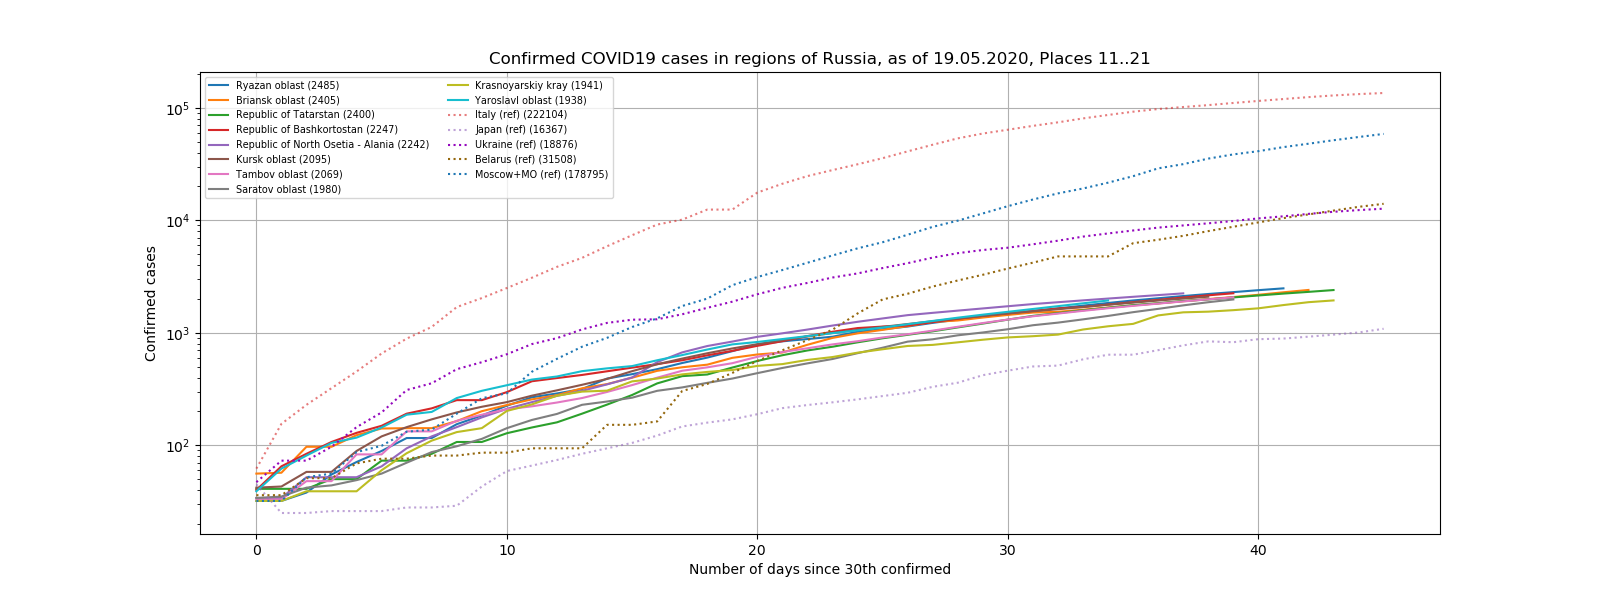 Confirmed COVID19 cases in regions of Russia, as of 19.05.2020, Places 11..21
Ryazan oblast (2485)
Briansk oblast (2405)
Republic of Tatarstan (2400)
Republic of Bashkortostan (2247)
Republic of North Osetia - Alania (2242)
Kursk oblast (2095)
Tambov oblast (2069)
Saratov oblast (1980)
Krasnoyarskiy kray (1941)
Yaroslavl oblast (1938)
Italy (ref) (222104)
Japan (ref) (16367)
Ukraine (ref) (18876)
Belarus (ref) (31508)
Moscow+MO (ref) (178795)
Confirmed cases
10⁵
10⁴
10³
10²
0 10 20 30 40
Number of days since 30th confirmed